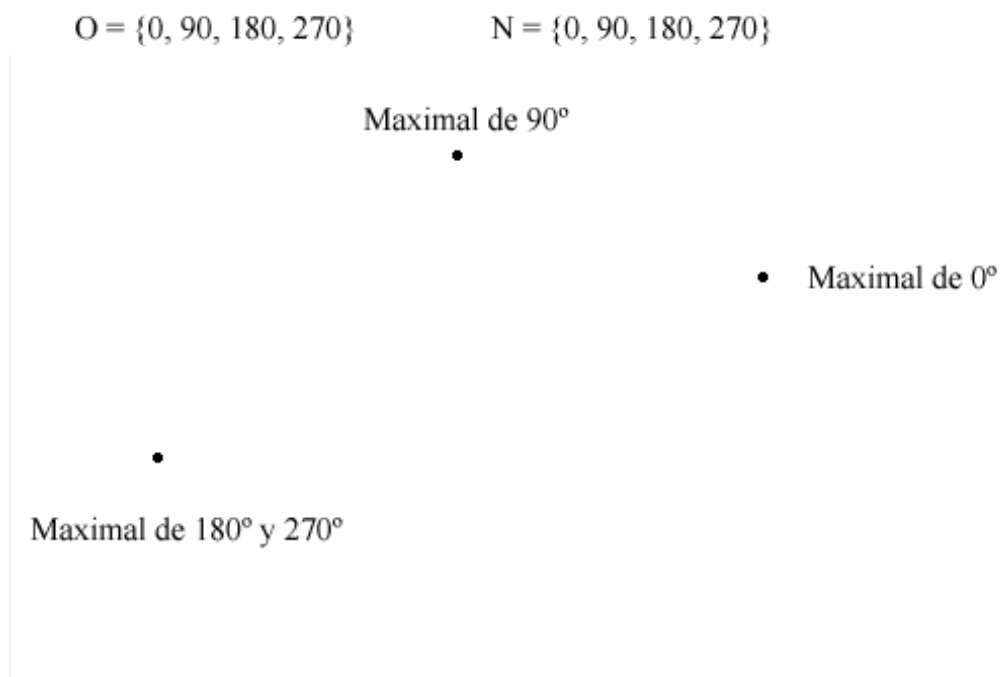 O = {0, 90, 180, 270} N = {0, 90, 180, 270}
Maximal de 90º
Maximal de 0º
Maximal de 180º y 270º